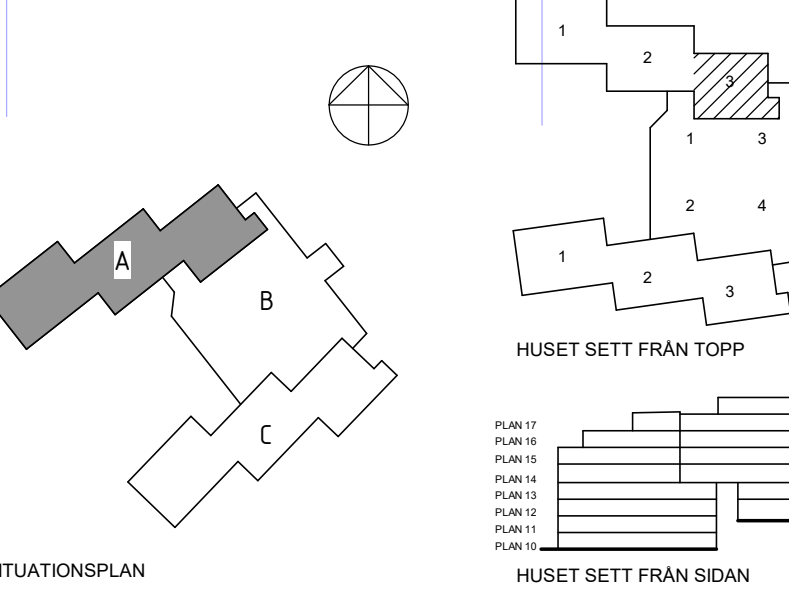 1
2
3
1 3
2 4
1
2
3
HUSET SETT FRÅN TOPP
A
B
C
ITUATIONSPLAN
PLAN 17
PLAN 16
PLAN 15
PLAN 14
PLAN 13
PLAN 12
PLAN 11
PLAN 10
HUSET SETT FRÅN SIDAN